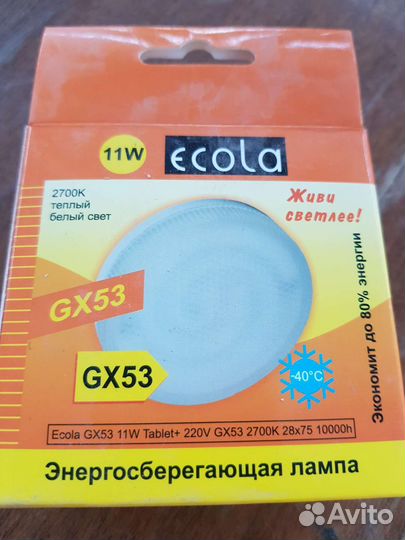 11W
ecola
2700K
теплый
белый свет
Живи
светлее!
GX53
GX53
-40°C
Экономит до 80% энергии
Ecola GX53 11W Tablet+ 220V GX53 2700K 28x75 10000h
Энергосберегающая лампа
Avito